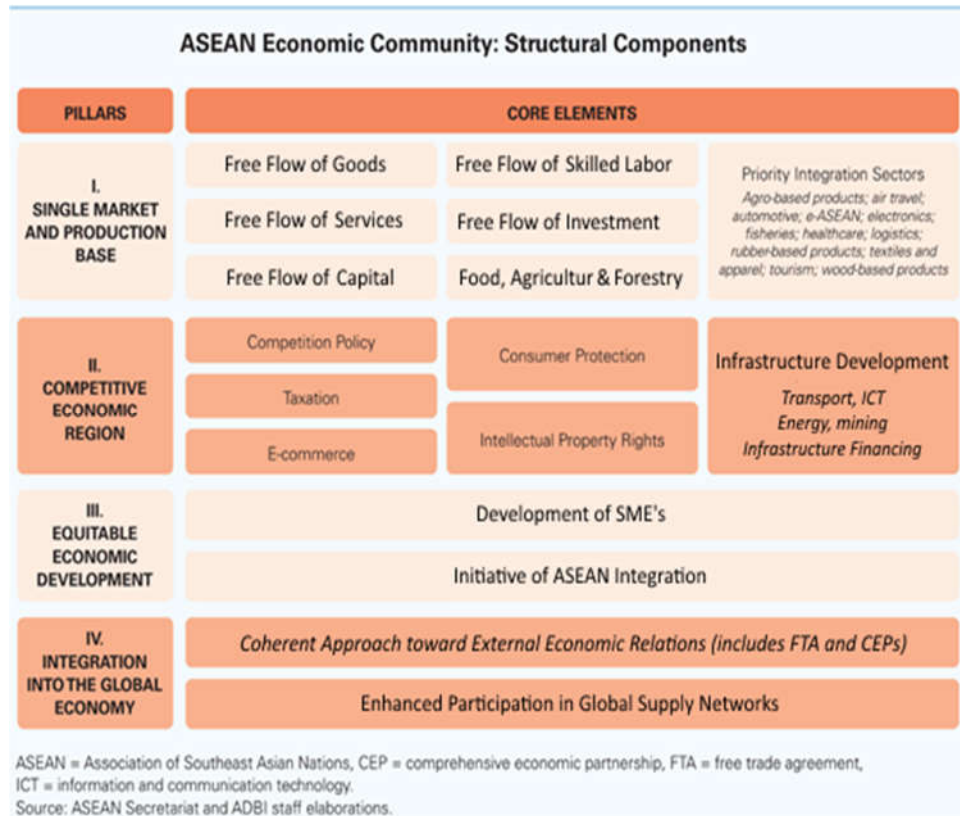 ASEAN Economic Community: Structural Components
PILLARS
CORE ELEMENTS
I.
SINGLE MARKET
AND PRODUCTION
BASE
Free Flow of Goods
Free Flow of Skilled Labor
Free Flow of Services
Free Flow of Investment
Free Flow of Capital
Food, Agricultur & Forestry
Priority Integration Sectors
Agro-based products; air travel;
automotive; e-ASEAN; electronics;
fisheries; healthcare; logistics;
rubber-based products; textiles and
apparel; tourism; wood-based products
II.
COMPETITIVE
ECONOMIC
REGION
Competition Policy
Taxation
E-commerce
Consumer Protection
Intellectual Property Rights
Infrastructure Development
Transport, ICT
Energy, mining
Infrastructure Financing
III.
EQUITABLE
ECONOMIC
DEVELOPMENT
Development of SME's
Initiative of ASEAN Integration
IV.
INTEGRATION
INTO THE GLOBAL
ECONOMY
Coherent Approach toward External Economic Relations (includes FTA and CEPs)
Enhanced Participation in Global Supply Networks
ASEAN = Association of Southeast Asian Nations, CEP = comprehensive economic partnership, FTA = free trade agreement,
ICT = information and communication technology.
Source: ASEAN Secretariat and ADBI staff elaborations.